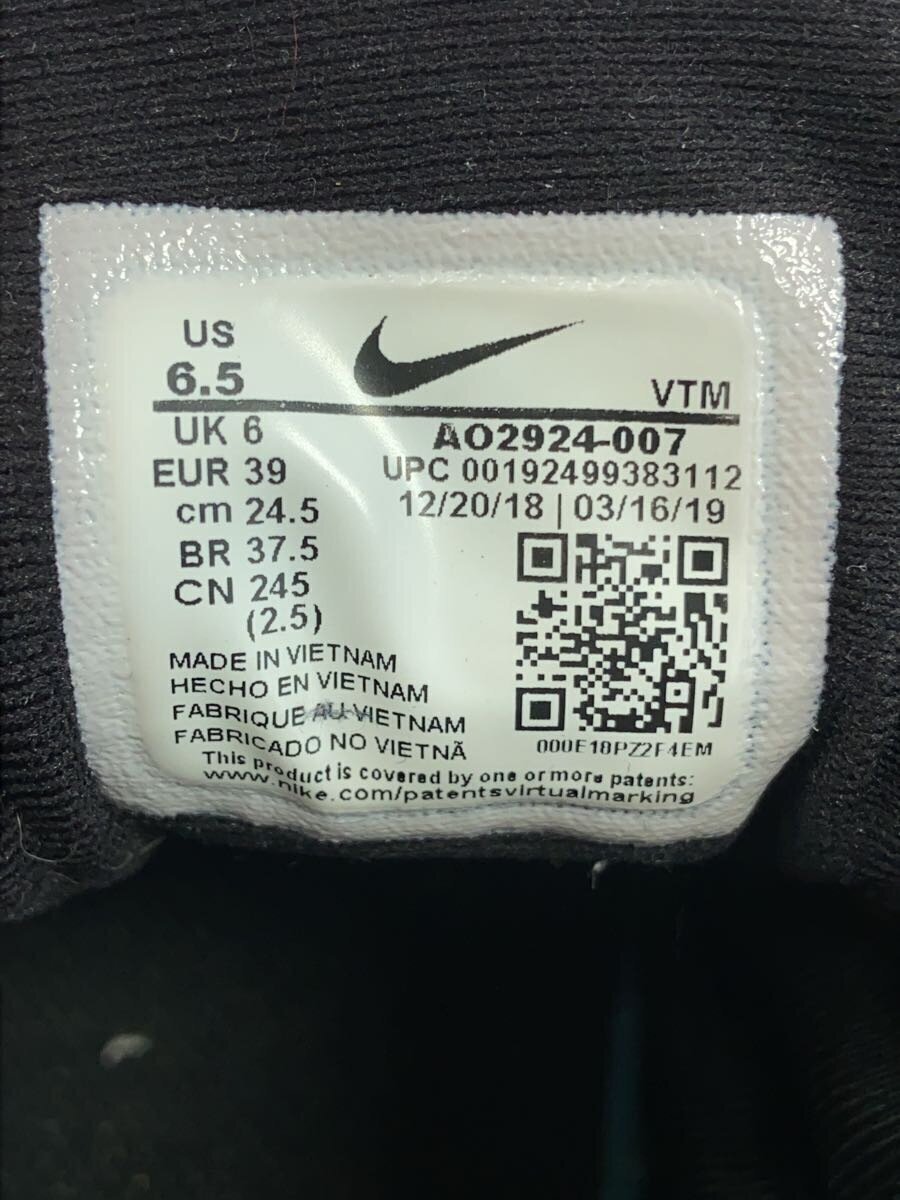 US
6.5
VTM
UK 6
AO2924-007
EUR 39
UPC 00192499383112
cm 24.5
12/20/18 | 03/16/19
BR 37.5
CN 245
(2.5)
MADE IN VIETNAM
HECHO EN VIETNAM
FABRIQUE AU VIETNAM
FABRICADO NO VIETNÃ
000E18PZ2F4EM
This product is covered by one or more patents:
www.nike.com/patentsvirtualmarking